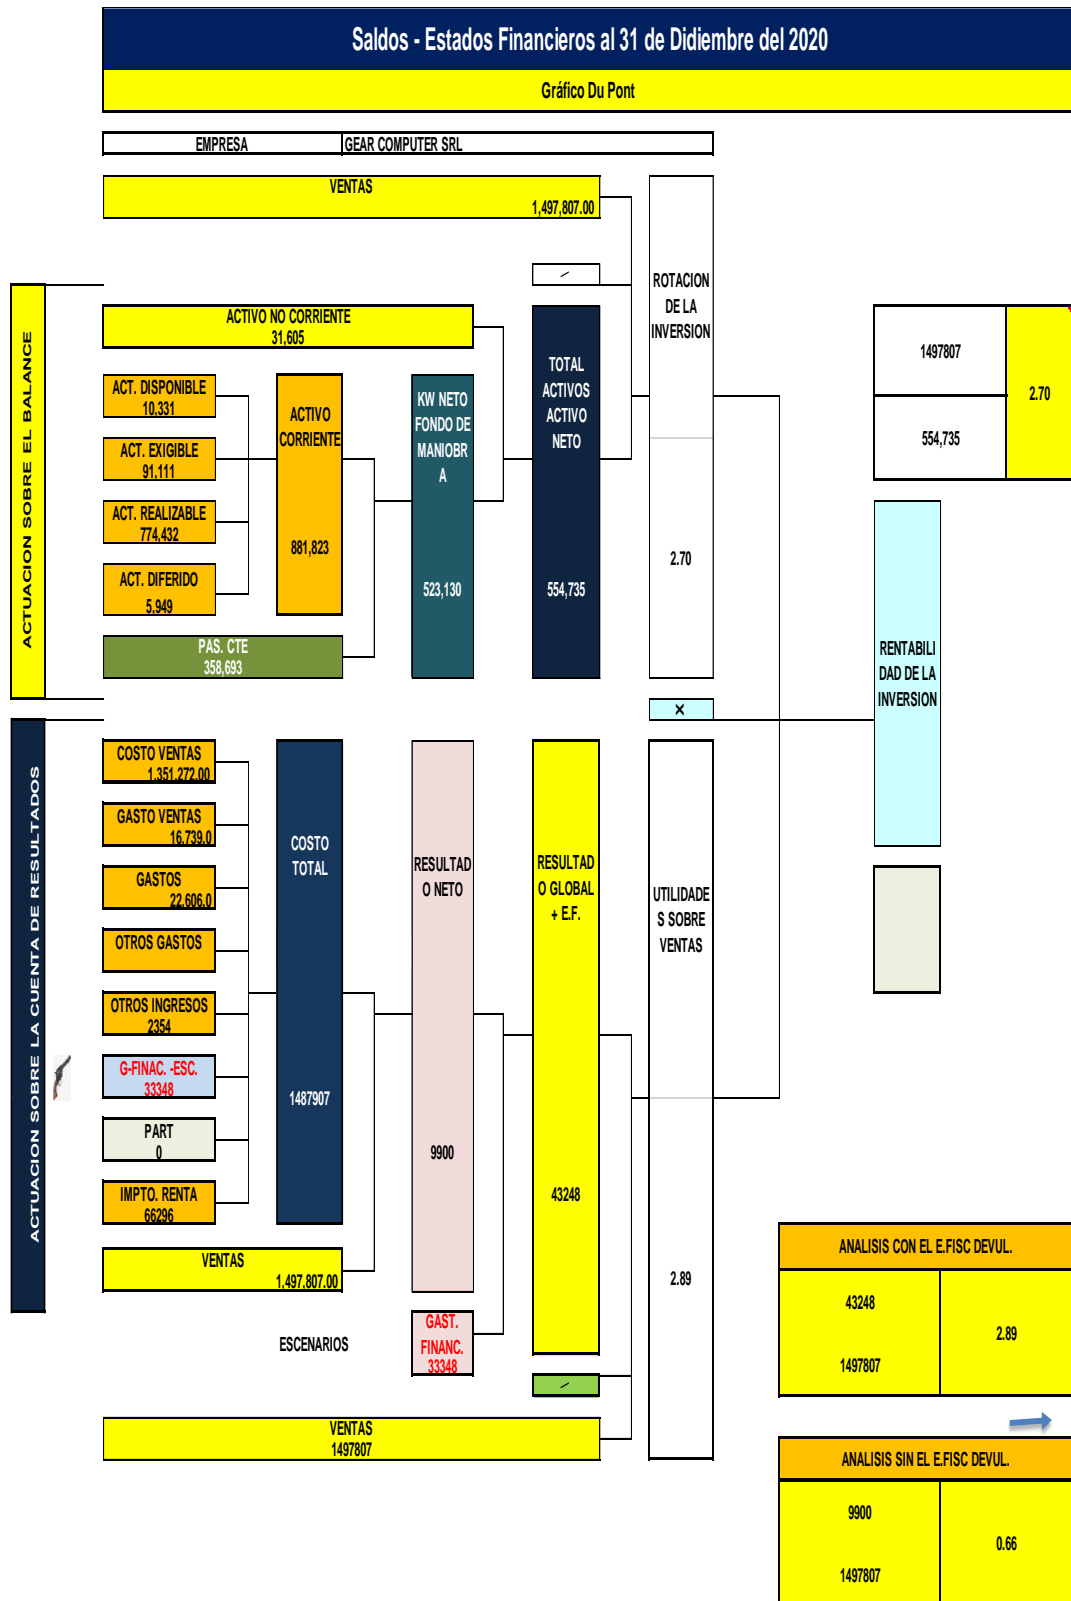 Saldos - Estados Financieros al 31 de Didiembre del 2020
Gráfico Du Pont
EMPRESA
GEAR COMPUTER SRL
VENTAS
1,497,807.00
ACTUACION SOBRE EL BALANCE
ACTIVO NO CORRIENTE
31,605
ACT. DISPONIBLE
10,331
ACT. EXIGIBLE
91,111
ACT. REALIZABLE
774,432
ACT. DIFERIDO
5,949
PAS. CTE
358,693
ACTIVO
CORRIENTE
881,823
KW NETO
FONDO DE
MANIOBR
A
523,130
TOTAL
ACTIVOS
ACTIVO
NETO
554,735
ROTACION
DE LA
INVERSION
2.70
1497807
554,735
2.70
RENTABILI
DAD DE LA
INVERSION
×
ACTUACION SOBRE LA CUENTA DE RESULTADOS
COSTO VENTAS
1,351,272.00
GASTO VENTAS
16,739.0
GASTOS
22,606.0
OTROS GASTOS
OTROS INGRESOS
2354
G-FINAC. -ESC.
33348
PART
0
IMPTO. RENTA
66296
VENTAS
1,497,807.00
COSTO
TOTAL
1487907
RESULTAD
O NETO
9900
ESCENARIOS
GAST.
FINANC.
33348
RESULTAD
O GLOBAL
+ E.F.
43248
UTILIDADE
S SOBRE
VENTAS
2.89
VENTAS
1497807
ANALISIS CON EL E.FISC DEVUL.
43248
1497807
2.89
ANALISIS SIN EL E.FISC DEVUL.
9900
1497807
0.66